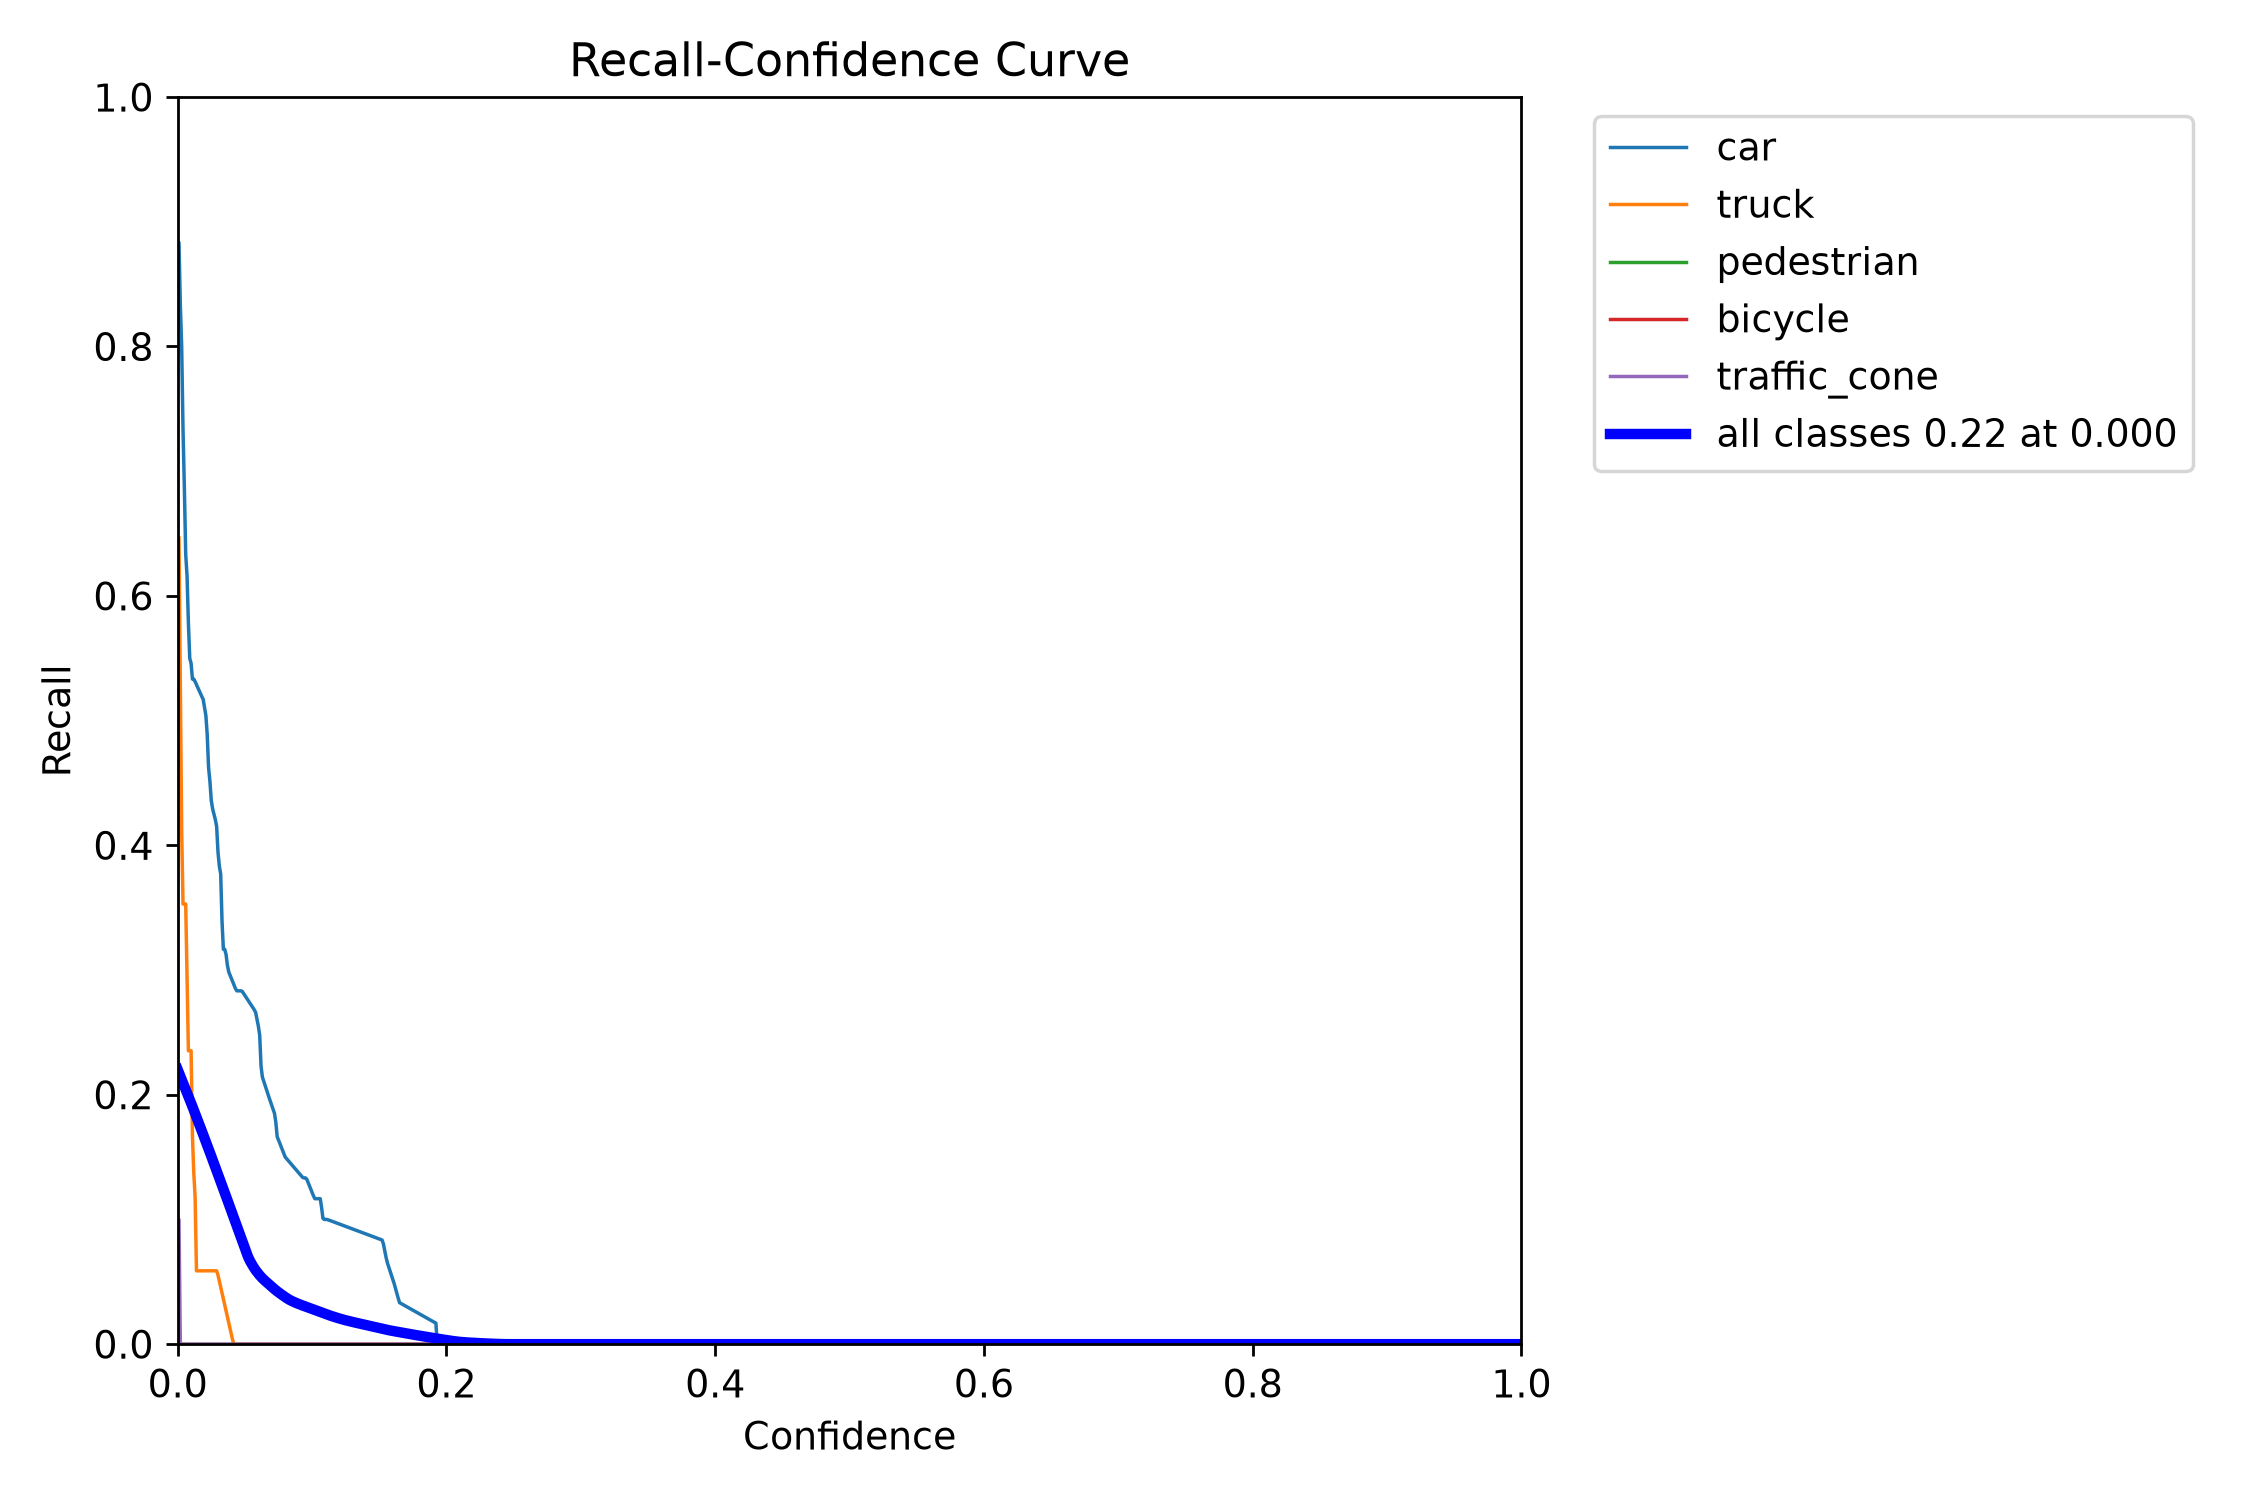 Recall-Confidence Curve
1.0
0.8
0.6
0.4
0.2
0.0
Recall
0.0 0.2 0.4 0.6 0.8 1.0
Confidence
car
truck
pedestrian
bicycle
traffic_cone
all classes 0.22 at 0.000